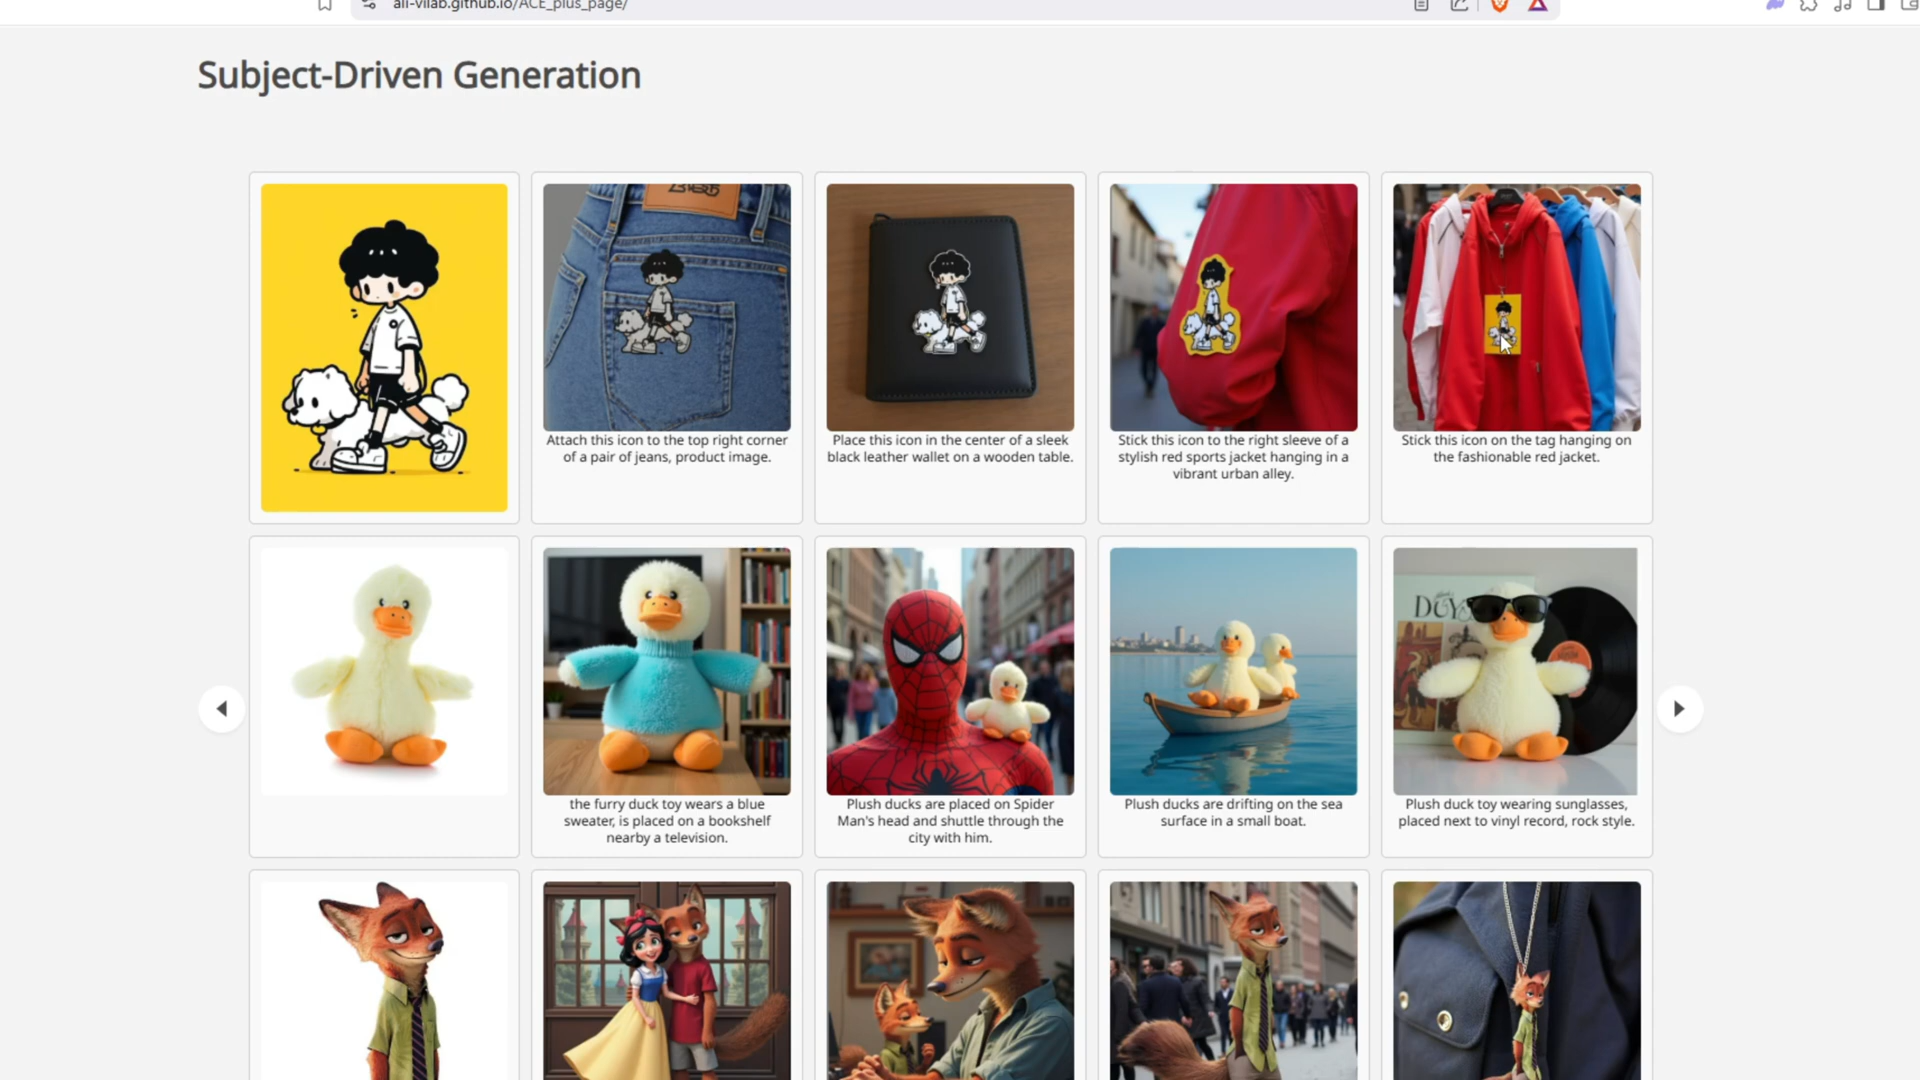 ali-vilab.github.io/ACE_plus_page/
Subject-Driven Generation
Attach this icon to the top right corner
of a pair of jeans, product image.
Place this icon in the center of a sleek
black leather wallet on a wooden table.
Stick this icon to the right sleeve of a
stylish red sports jacket hanging in a
vibrant urban alley.
Stick this icon on the tag hanging on
the fashionable red jacket.
the furry duck toy wears a blue
sweater, is placed on a bookshelf
nearby a television.
Plush ducks are placed on Spider
Man's head and shuttle through the
city with him.
Plush ducks are drifting on the sea
surface in a small boat.
Plush duck toy wearing sunglasses,
placed next to vinyl record, rock style.